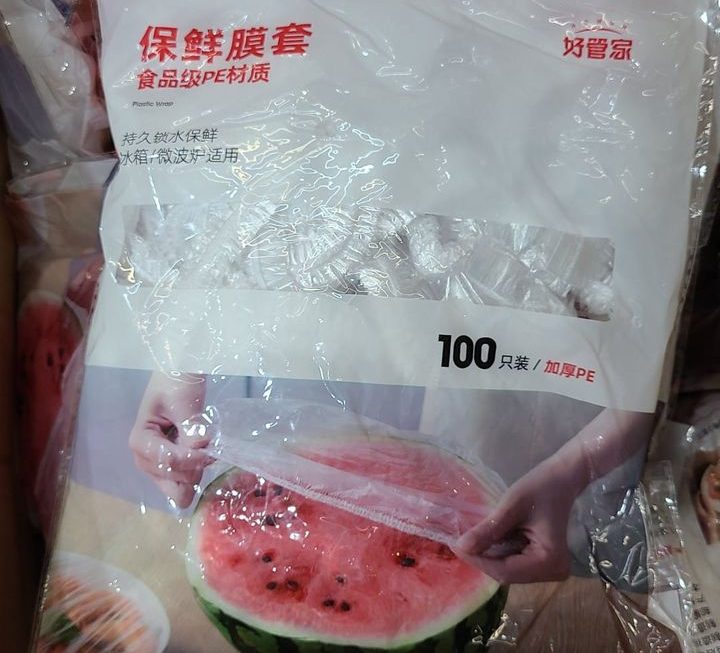 保鲜膜套
好管家
食品级PE材质
Plastic Wrap
持久锁水保鲜
冰箱/微波炉适用
100只装/加厚PE